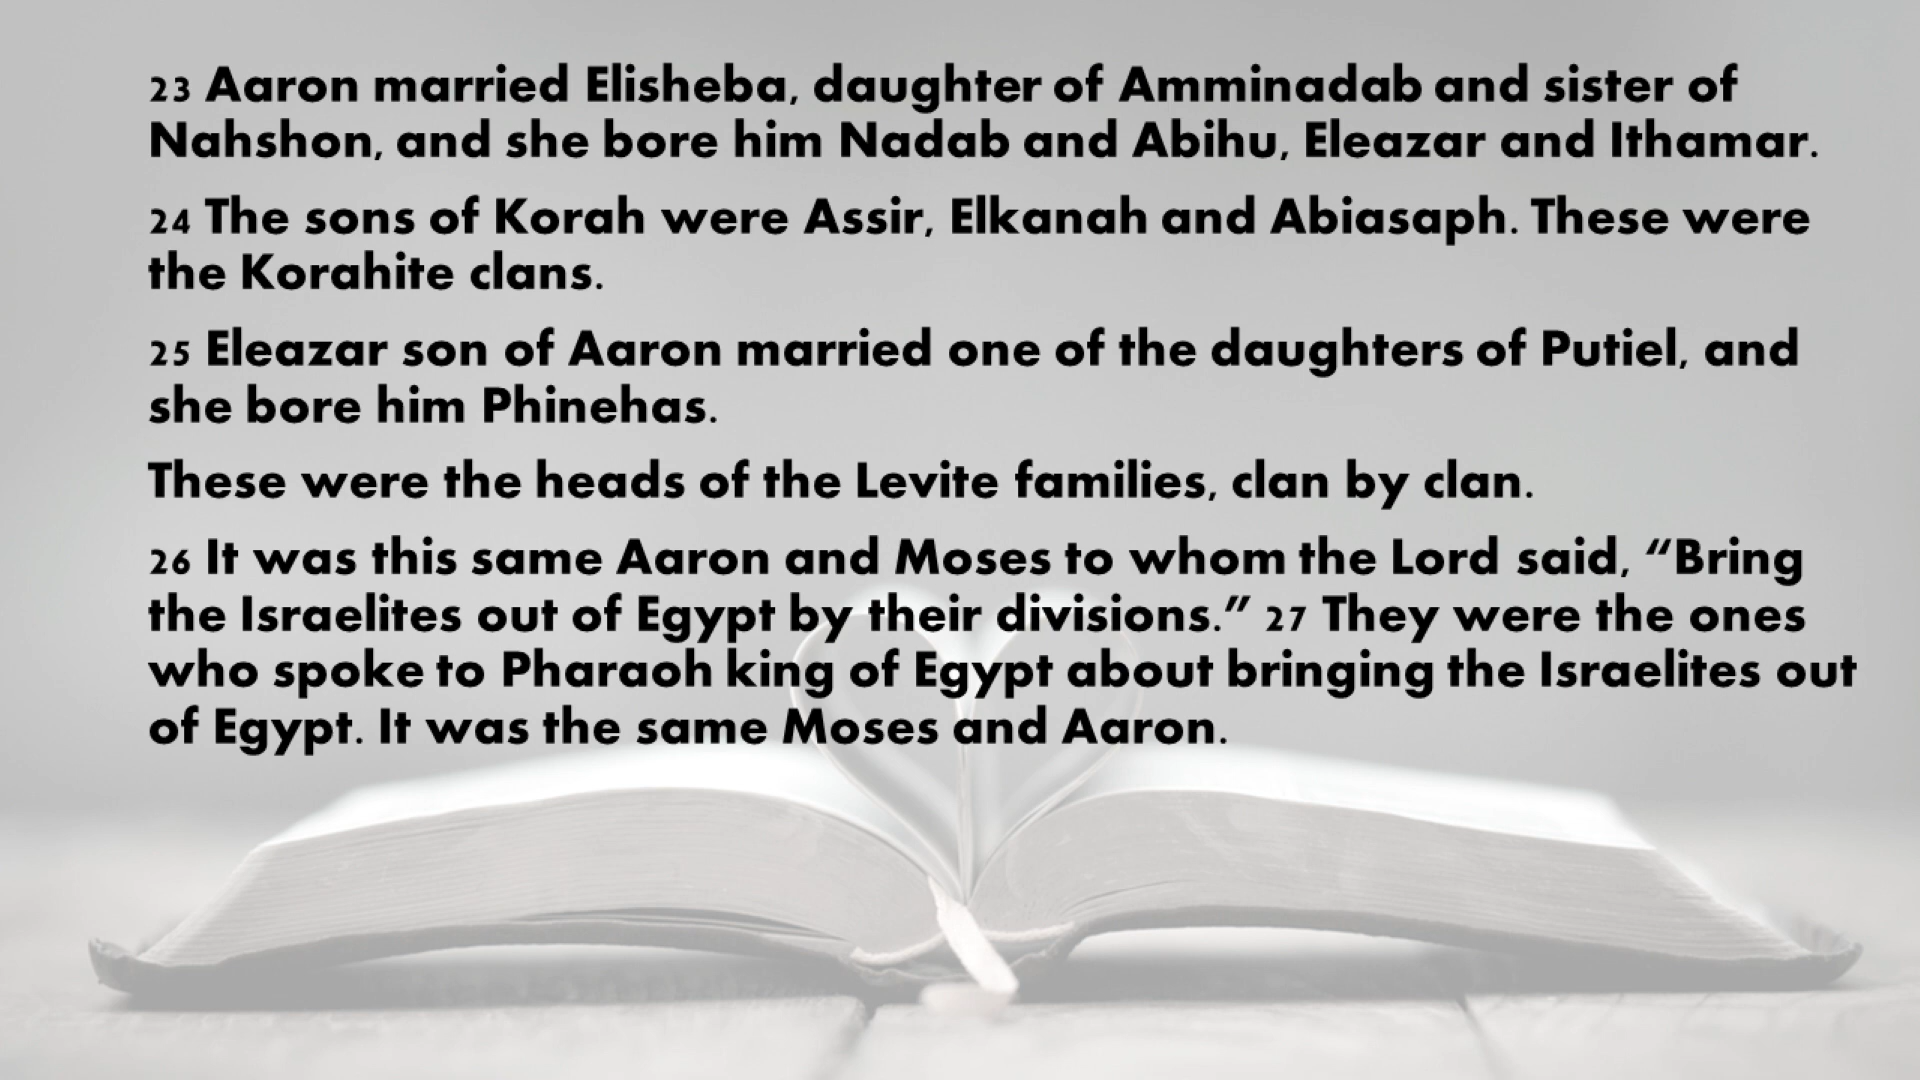 23 Aaron married Elisheba, daughter of Amminadab and sister of
Nahshon, and she bore him Nadab and Abihu, Eleazar and Ithamar.
24 The sons of Korah were Assir, Elkanah and Abiasaph. These were
the Korahite clans.
25 Eleazar son of Aaron married one of the daughters of Putiel, and
she bore him Phinehas.
These were the heads of the Levite families, clan by clan.
26 It was this same Aaron and Moses to whom the Lord said, “Bring
the Israelites out of Egypt by their divisions.” 27 They were the ones
who spoke to Pharaoh king of Egypt about bringing the Israelites out
of Egypt. It was the same Moses and Aaron.